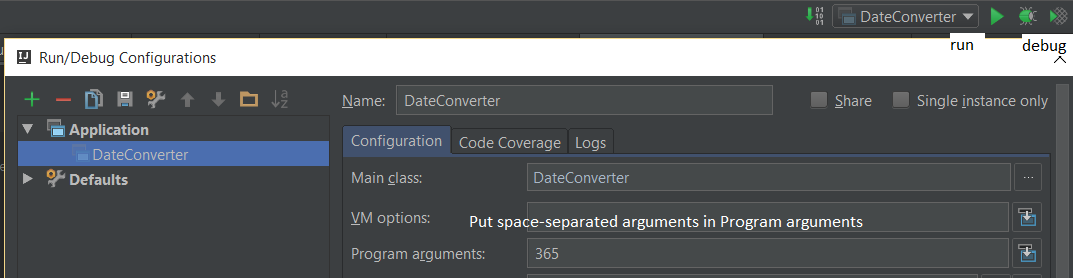 DateConverter
run
debug
IJ Run/Debug Configurations
Name: DateConverter Share Single instance only
Application
DateConverter
Defaults
Configuration Code Coverage Logs
Main class: DateConverter ...
VM options:
Put space-separated arguments in Program arguments
Program arguments: 365